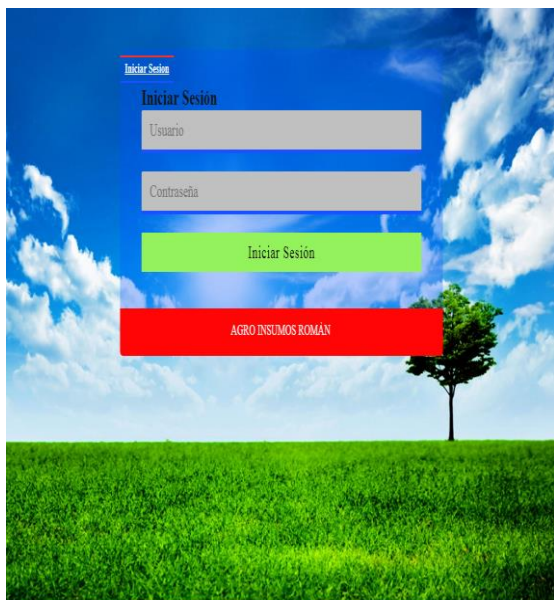 Iniciar Sesion
Iniciar Sesión
Usuario
Contraseña
Iniciar Sesión
AGRO INSUMOS ROMÁN